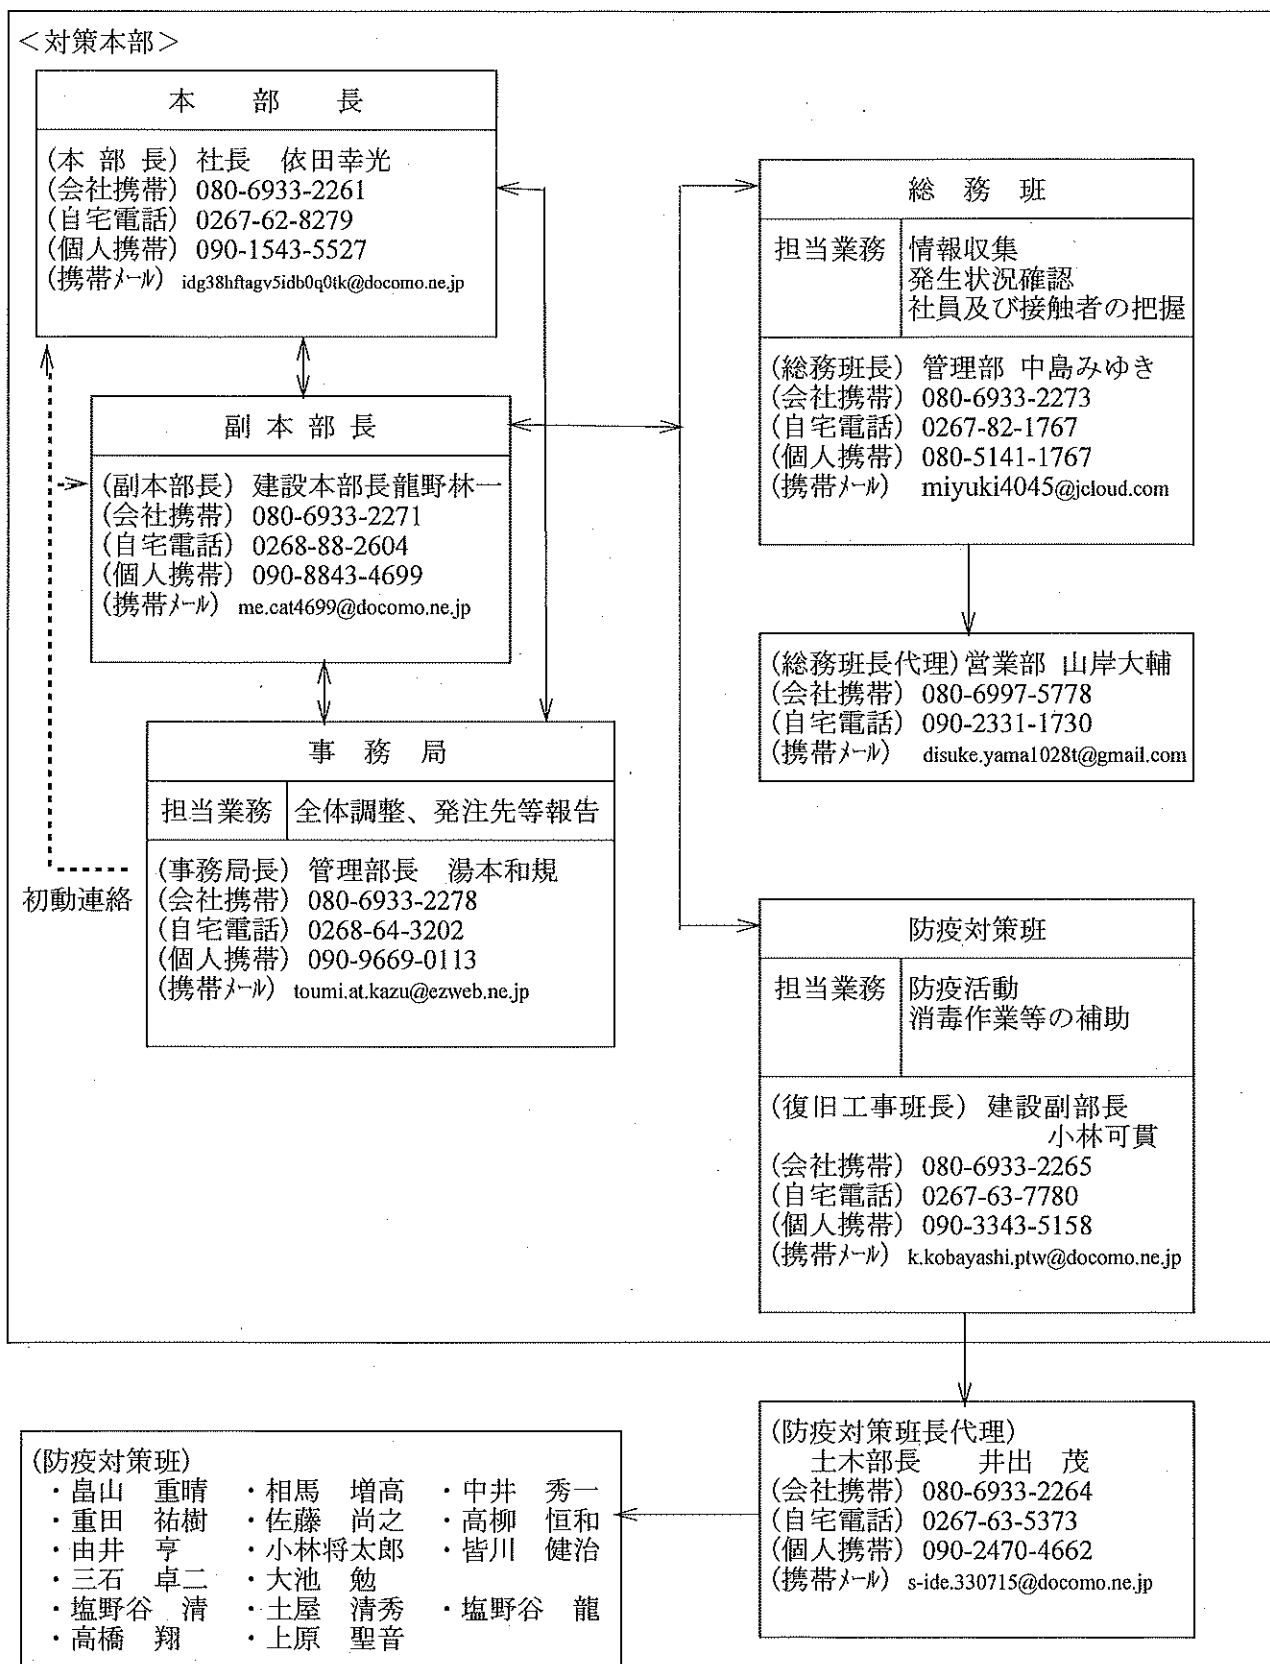 ＜対策本部＞
本　部　長
(本 部 長) 社長　依田幸光
(会社携帯) 080-6933-2261
(自宅電話) 0267-62-8279
(個人携帯) 090-1543-5527
(携帯ﾒｰﾙ) idg38hftagv5idb0q0tk@docomo.ne.jp
副 本 部 長
(副本部長) 建設本部長龍野林一
(会社携帯) 080-6933-2271
(自宅電話) 0268-88-2604
(個人携帯) 090-8843-4699
(携帯ﾒｰﾙ) me.cat4699@docomo.ne.jp
事　務　局
担当業務 全体調整、発注先等報告
(事務局長) 管理部長　湯本和規
(会社携帯) 080-6933-2278
(自宅電話) 0268-64-3202
(個人携帯) 090-9669-0113
(携帯ﾒｰﾙ) toumi.at.kazu@ezweb.ne.jp
初動連絡
総　務　班
担当業務 情報収集
発生状況確認
社員及び接触者の把握
(総務班長) 管理部 中島みゆき
(会社携帯) 080-6933-2273
(自宅電話) 0267-82-1767
(個人携帯) 080-5141-1767
(携帯ﾒｰﾙ) miyuki4045@jcloud.com
(総務班長代理) 営業部 山岸大輔
(会社携帯) 080-6997-5778
(自宅電話) 090-2331-1730
(携帯ﾒｰﾙ) disuke.yama1028t@gmail.com
防疫対策班
担当業務 防疫活動
消毒作業等の補助
(復旧工事班長) 建設副部長
小林可貫
(会社携帯) 080-6933-2265
(自宅電話) 0267-63-7780
(個人携帯) 090-3343-5158
(携帯ﾒｰﾙ) k.kobayashi.ptw@docomo.ne.jp
(防疫対策班長代理)
土木部長　井出　茂
(会社携帯) 080-6933-2264
(自宅電話) 0267-63-5373
(個人携帯) 090-2470-4662
(携帯ﾒｰﾙ) s-ide.330715@docomo.ne.jp
(防疫対策班)
・畠山　重晴　・相馬　増高　・中井　秀一
・重田　祐樹　・佐藤　尚之　・高柳　恒和
・由井　亨　・小林将太郎　・皆川　健治
・三石　卓二　・大池　勉
・塩野谷　清　・土屋　清秀　・塩野谷　龍
・高橋　翔　・上原　聖音